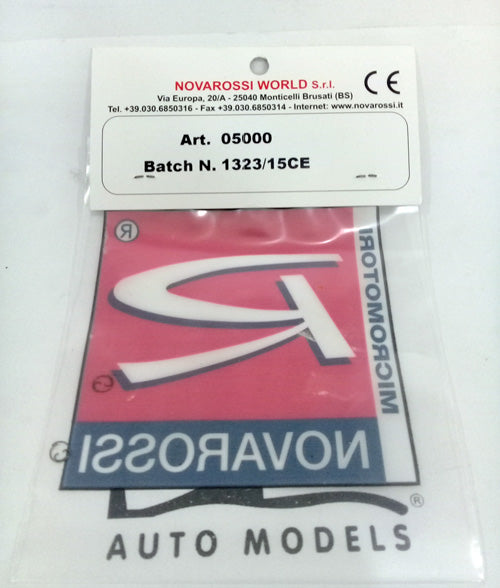 NOVAROSSI WORLD S.r.l.
Via Europa, 20/A - 25040 Monticelli Brusati (BS)
Tel. +39.030.6850316 - Fax +39.030.6850314 - Internet: www.novarossi.it
CE
Art. 05000
Batch N. 1323/15CE
®
MICROMOTORI
NOVAROSSI
®
AUTO MODELS